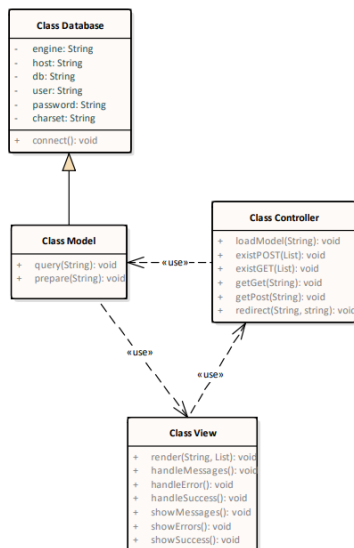 Class Database
- engine: String
- host: String
- db: String
- user: String
- password: String
- charset: String
+ connect(): void
Class Model
+ query(String): void
+ prepare(String): void
«use»
Class Controller
+ loadModel(String): void
+ existPOST(List): void
+ existGET(List): void
+ getGet(String): void
+ getPost(String): void
+ redirect(String, string): void
«use»
«use»
Class View
+ render(String, List): void
+ handleMessages(): void
+ handleError(): void
+ handleSuccess(): void
+ showMessages(): void
+ showErrors(): void
+ showSuccess(): void